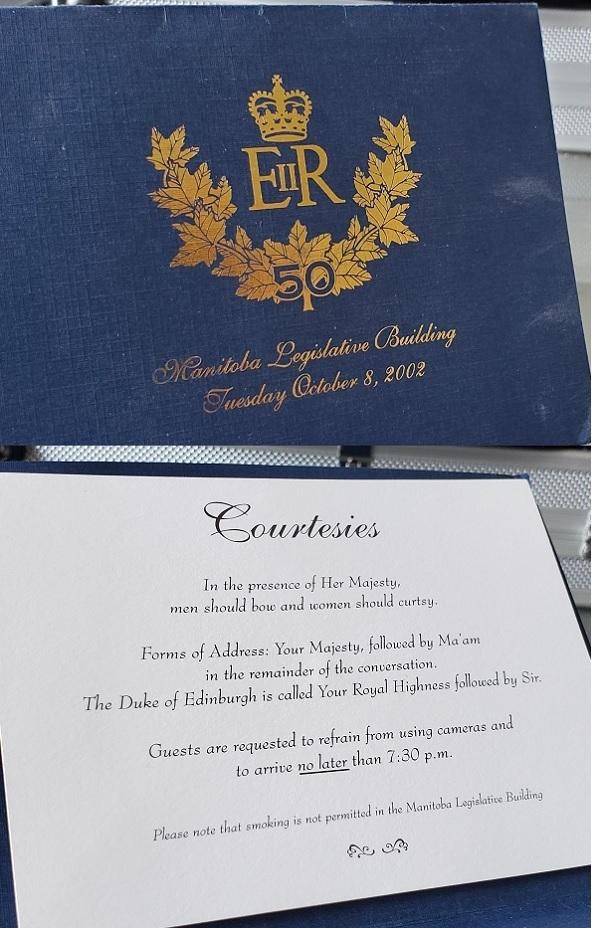 EIIR
50
Manitoba Legislative Building
Tuesday October 8, 2002
Courtesies
In the presence of Her Majesty,
men should bow and women should curtsy.
Forms of Address: Your Majesty, followed by Ma'am
in the remainder of the conversation.
The Duke of Edinburgh is called Your Royal Highness followed by Sir.
Guests are requested to refrain from using cameras and
to arrive no later than 7:30 p.m.
Please note that smoking is not permitted in the Manitoba Legislative Building